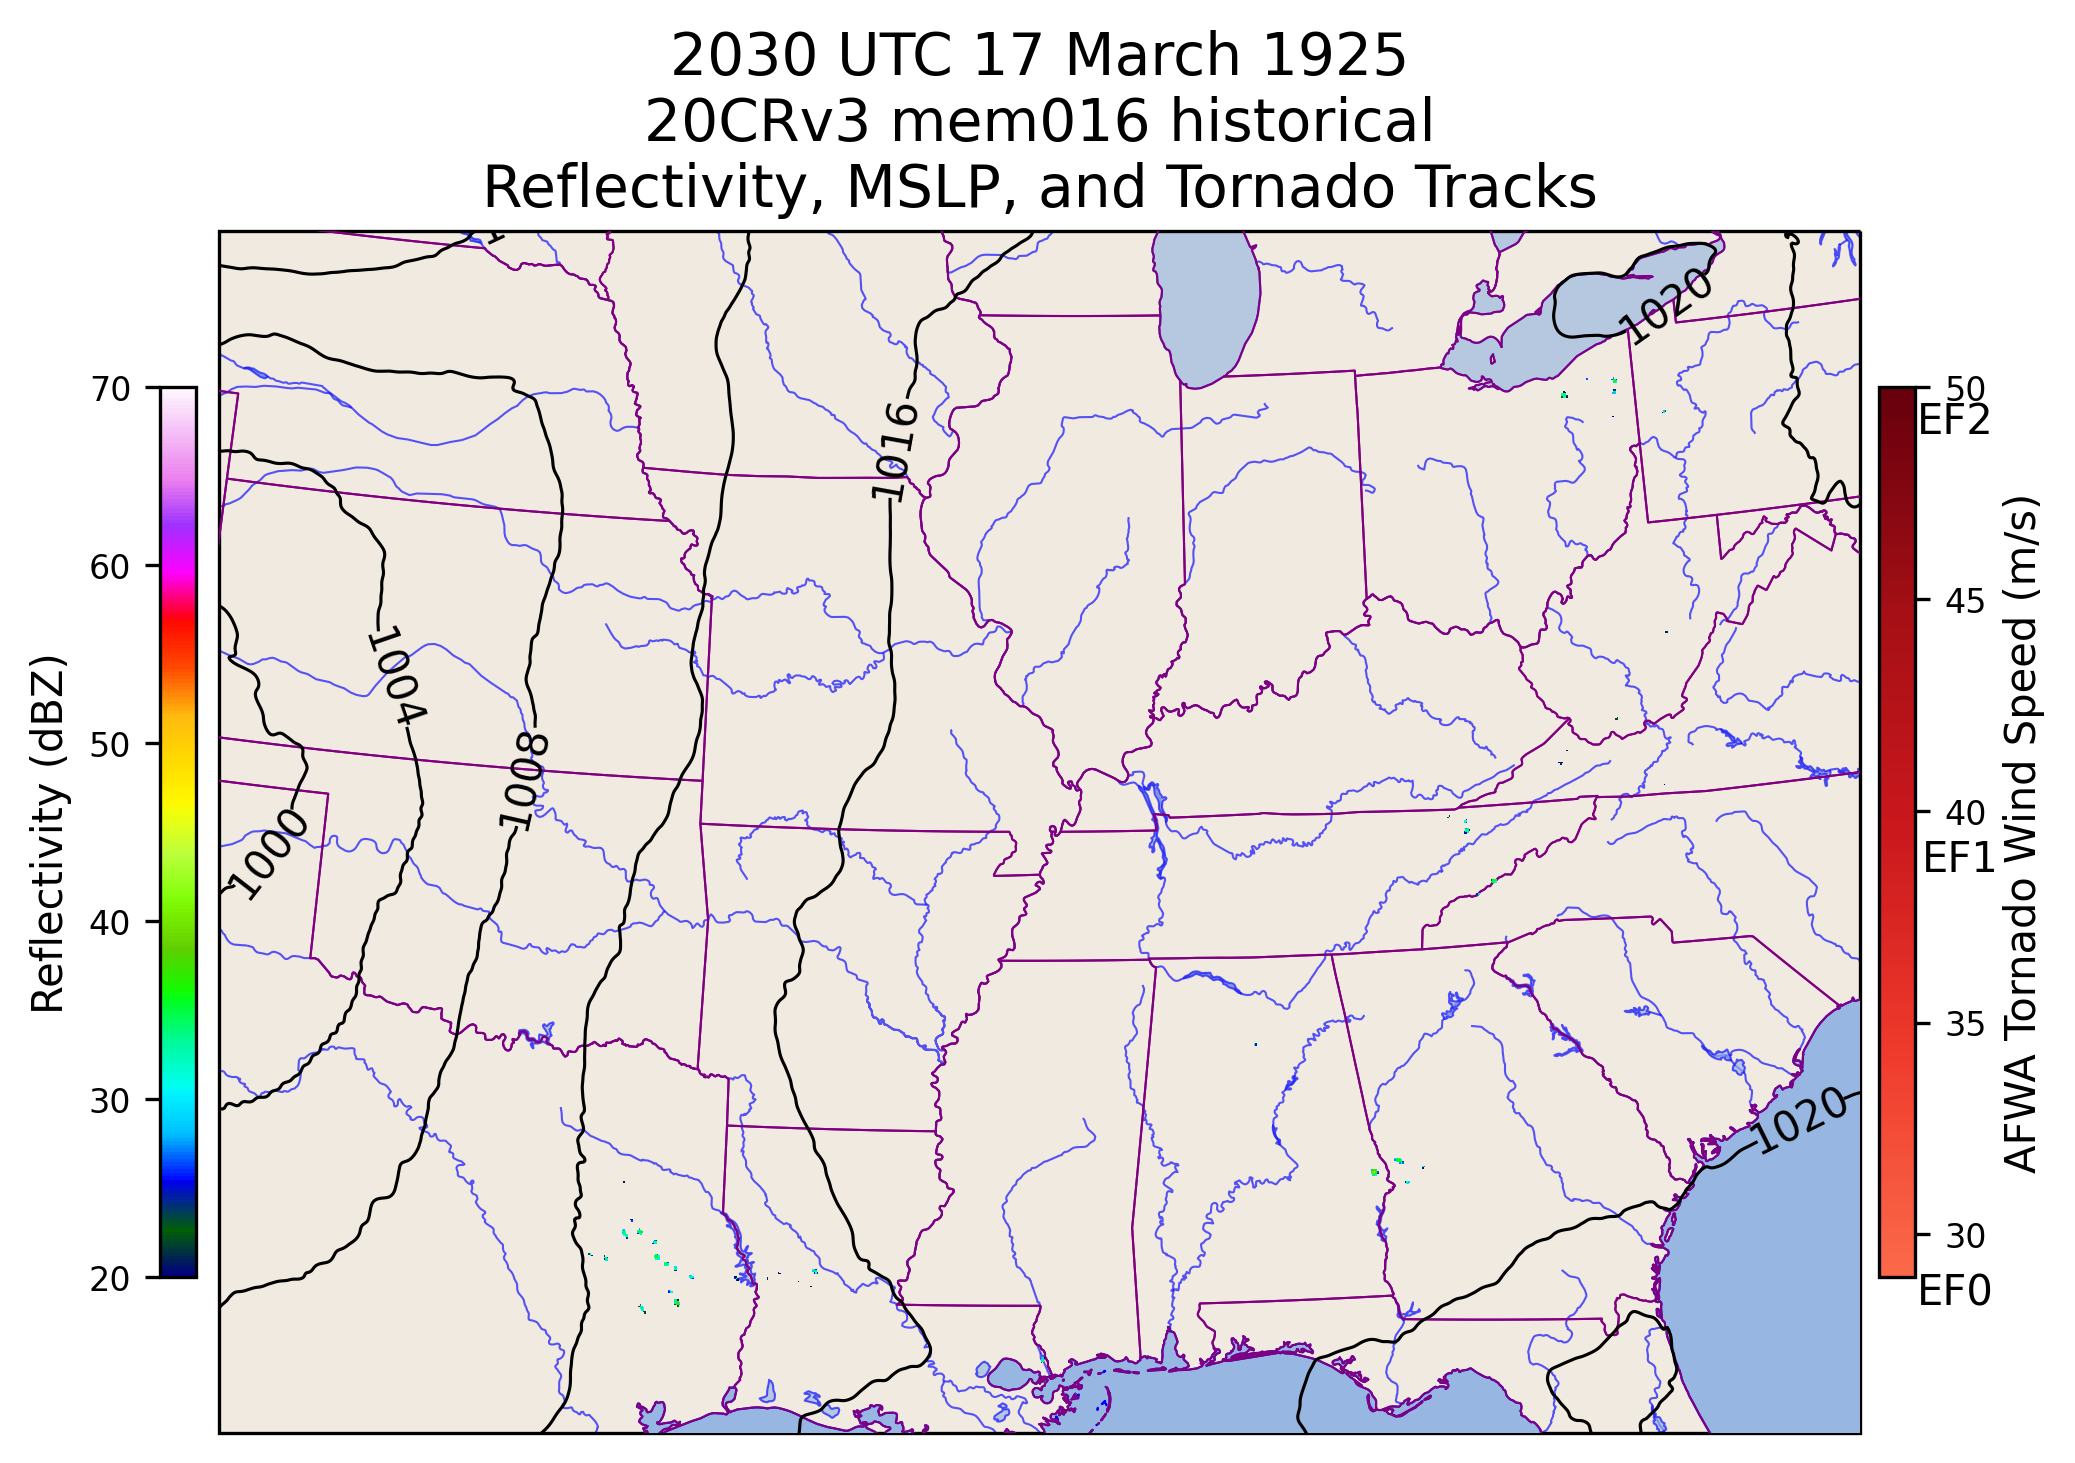 2030 UTC 17 March 1925
20CRv3 mem016 historical
Reflectivity, MSLP, and Tornado Tracks
Reflectivity (dBZ)
70
60
50
40
30
20
1020
1016
1004
1008
1000
1020
50
EF2
45
40
EF1
35
30
EF0
AFWA Tornado Wind Speed (m/s)